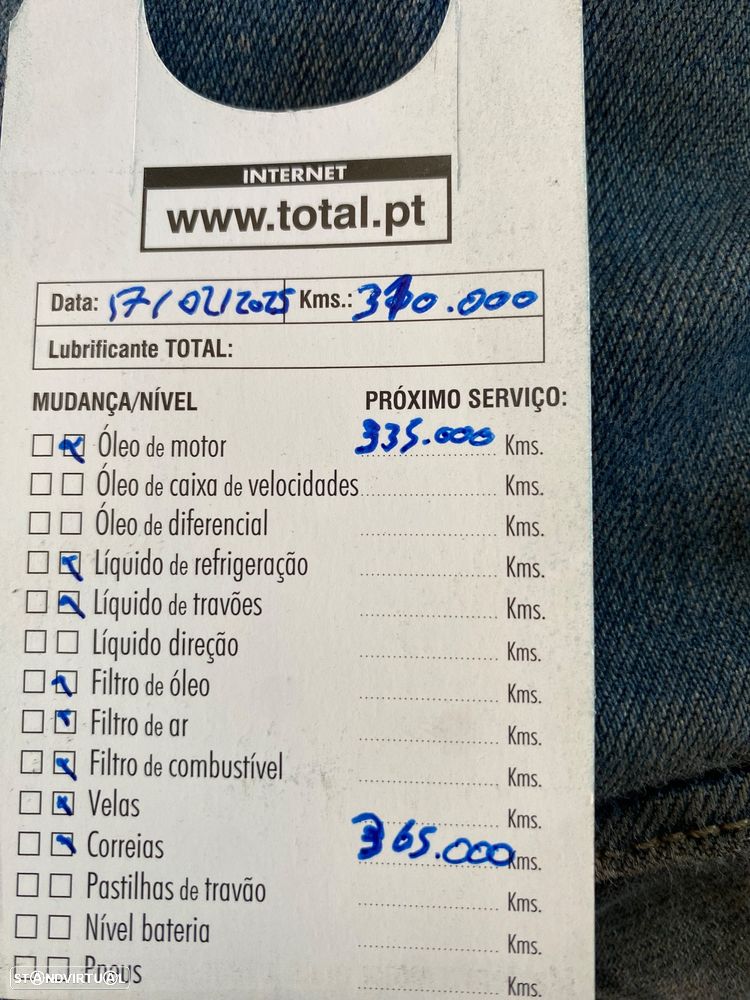 INTERNET
www.total.pt
Data: 17/02/2025 Kms.: 310.000
Lubrificante TOTAL:
MUDANÇA/NÍVEL PRÓXIMO SERVIÇO:
Óleo de motor 335.000 Kms.
Óleo de caixa de velocidades Kms.
Óleo de diferencial Kms.
Líquido de refrigeração Kms.
Líquido de travões Kms.
Líquido direção Kms.
Filtro de óleo Kms.
Filtro de ar Kms.
Filtro de combustível Kms.
Velas Kms.
Correias 365.000 Kms.
Pastilhas de travão Kms.
Nível bateria Kms.
Pneus Kms.
STANDVIRTUAL